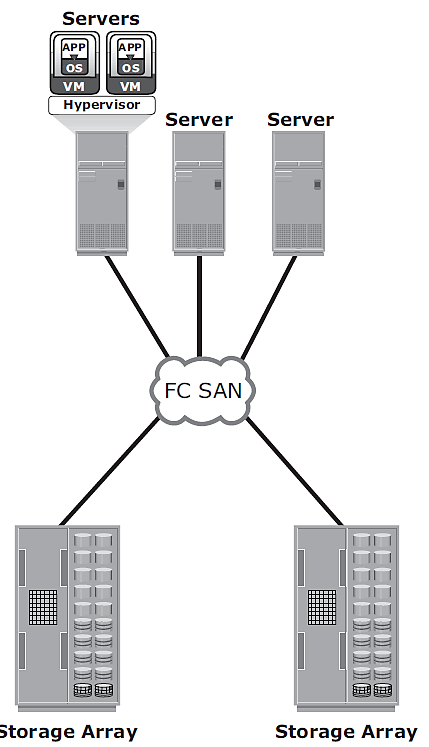 Servers
APP APP
OS OS
VM VM
Hypervisor
Server Server
FC SAN
Storage Array Storage Array